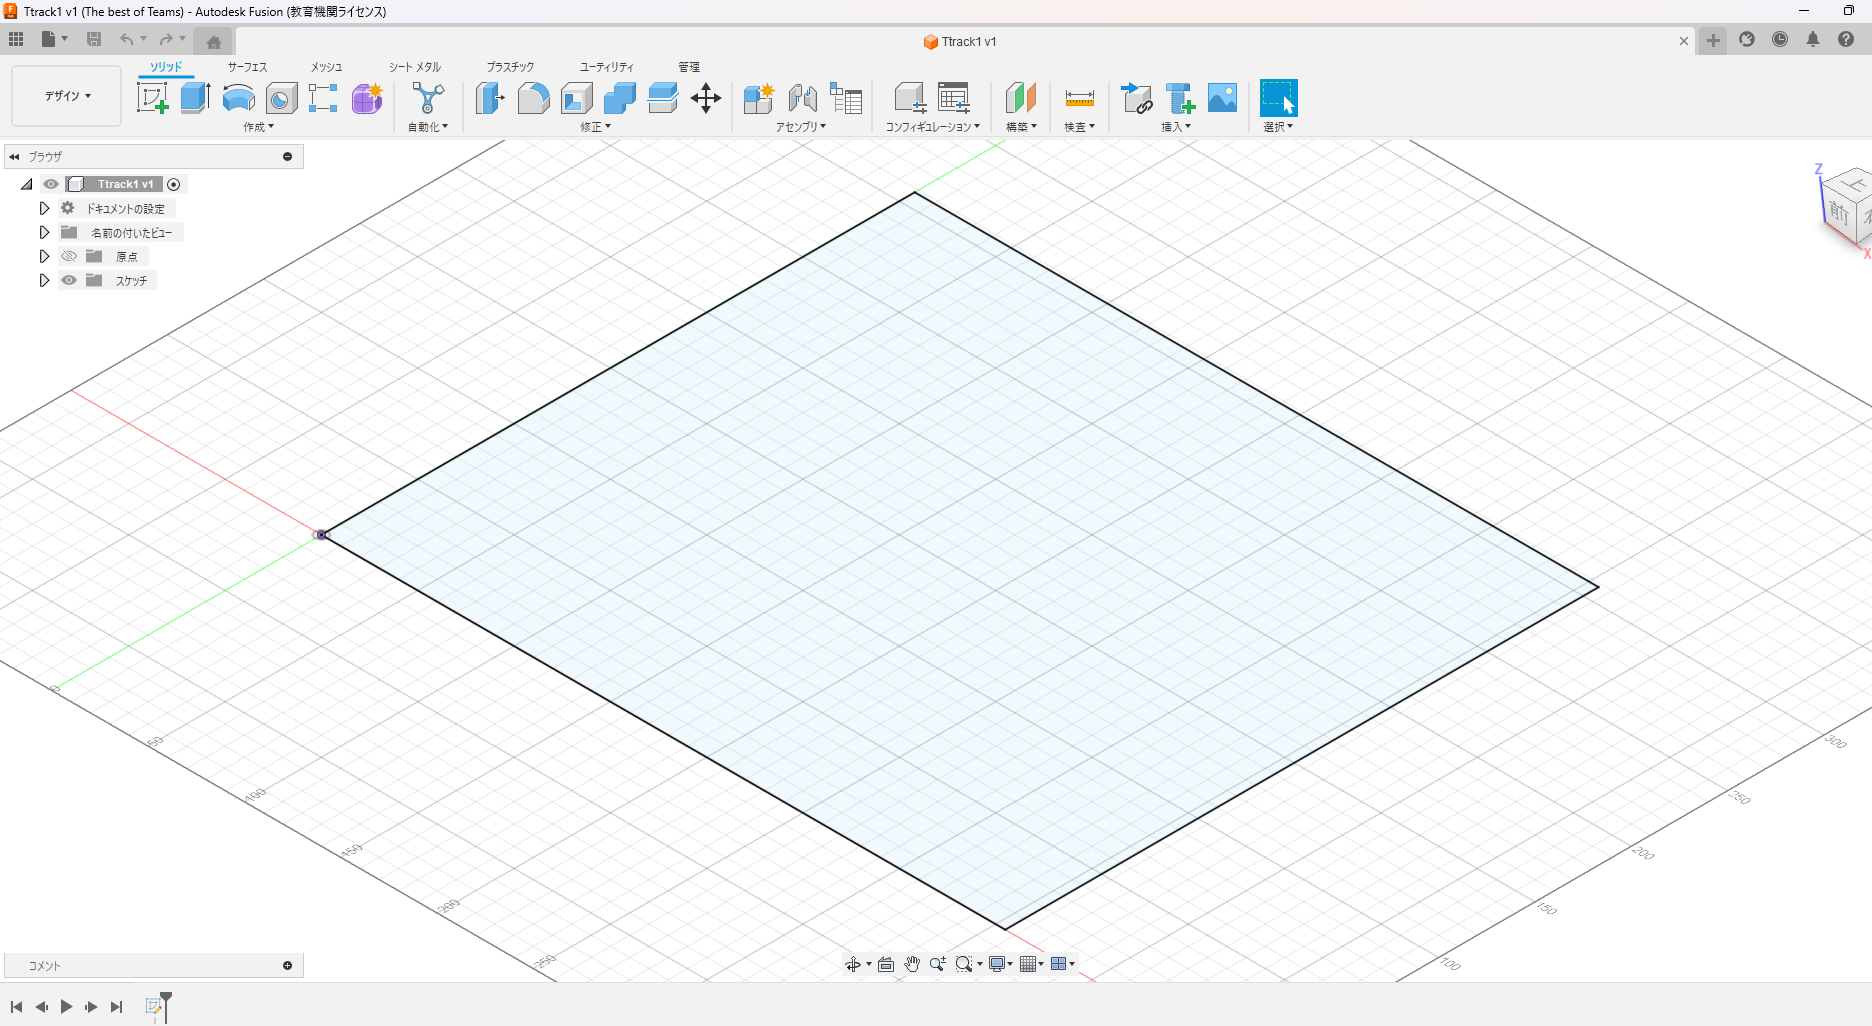 Ttrack1 v1 (The best of Teams) - Autodesk Fusion (教育機関ライセンス)
Ttrack1 v1
デザイン
ソリッド サーフェス メッシュ シート メタル プラスチック ユーティリティ 管理
作成 自動化 修正 アセンブリ コンフィギュレーション 構築 検査 挿入 選択
ブラウザ
Ttrack1 v1
ドキュメントの設定
名前の付いたビュー
原点
スケッチ
Z
上
前
右
X
0
50
100
150
200
250
300
250
200
150
100
コメント